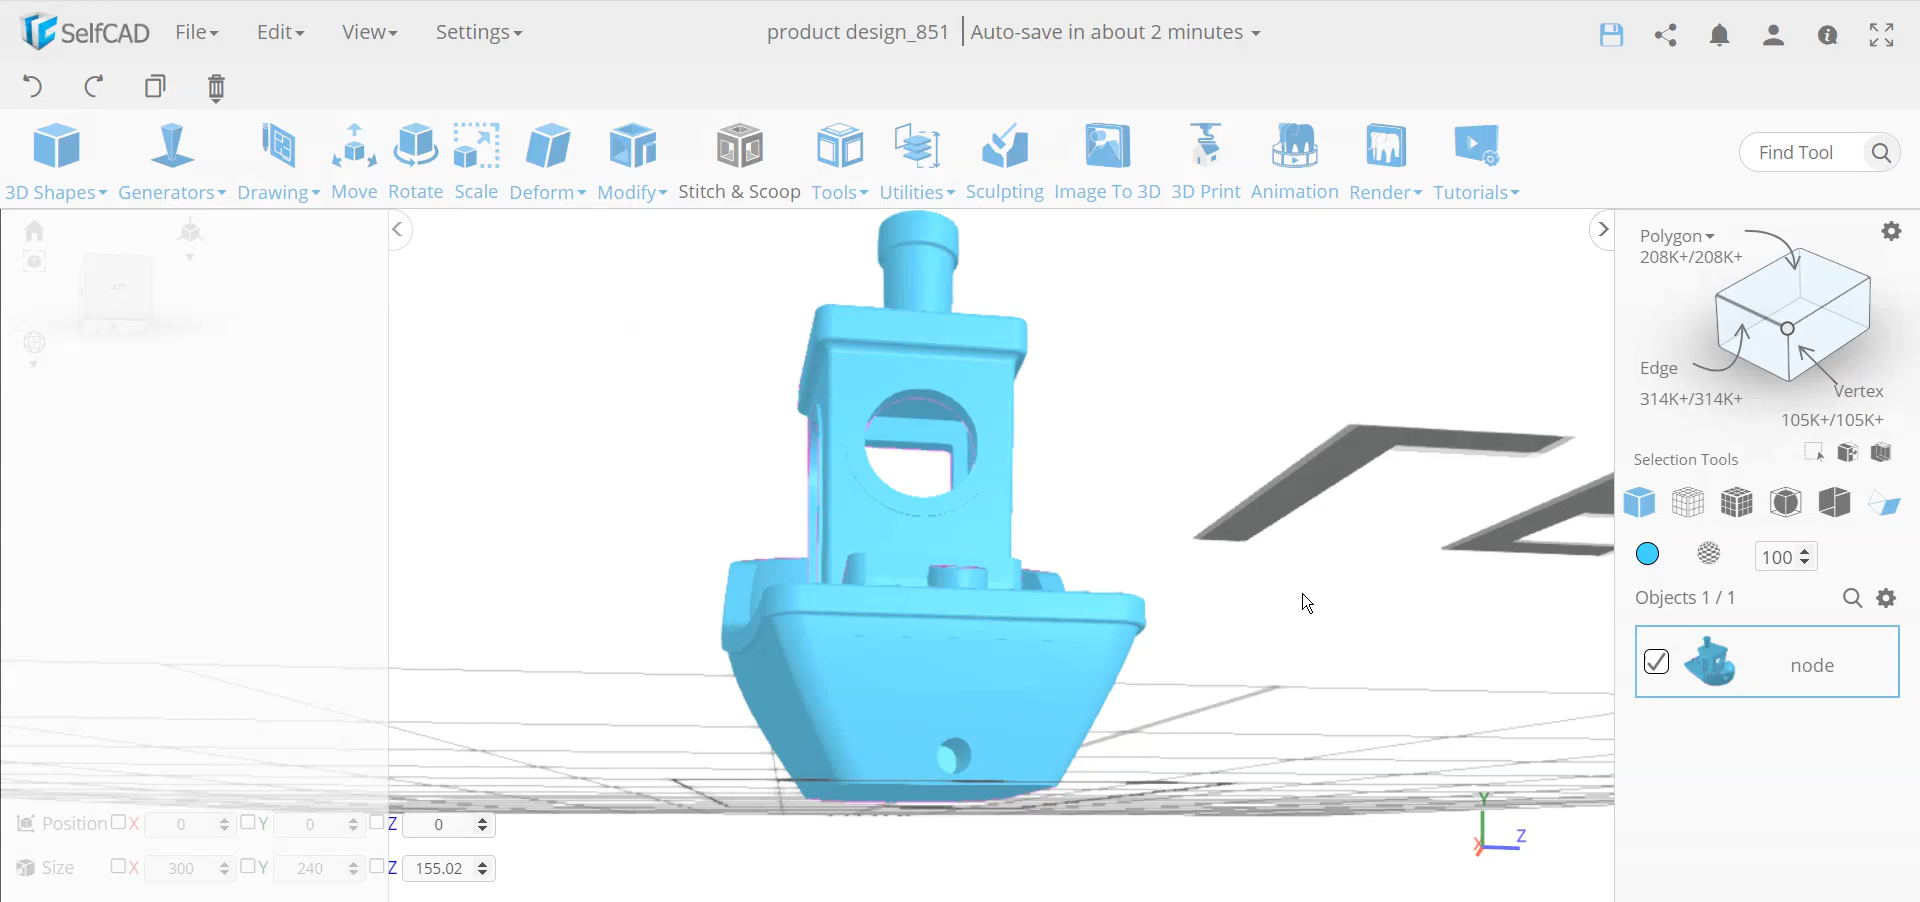 SelfCAD File Edit View Settings product design_851 Auto-save in about 2 minutes
3D Shapes Generators Drawing Move Rotate Scale Deform Modify Stitch & Scoop Tools Utilities Sculpting Image To 3D 3D Print Animation Render Tutorials Find Tool
Polygon
208K+/208K+
Edge
314K+/314K+
Vertex
105K+/105K+
Selection Tools
100
Objects 1 / 1
node
Position X 0 Y 0 Z 0
Size X 300 Y 240 Z 155.02
Y
X Z